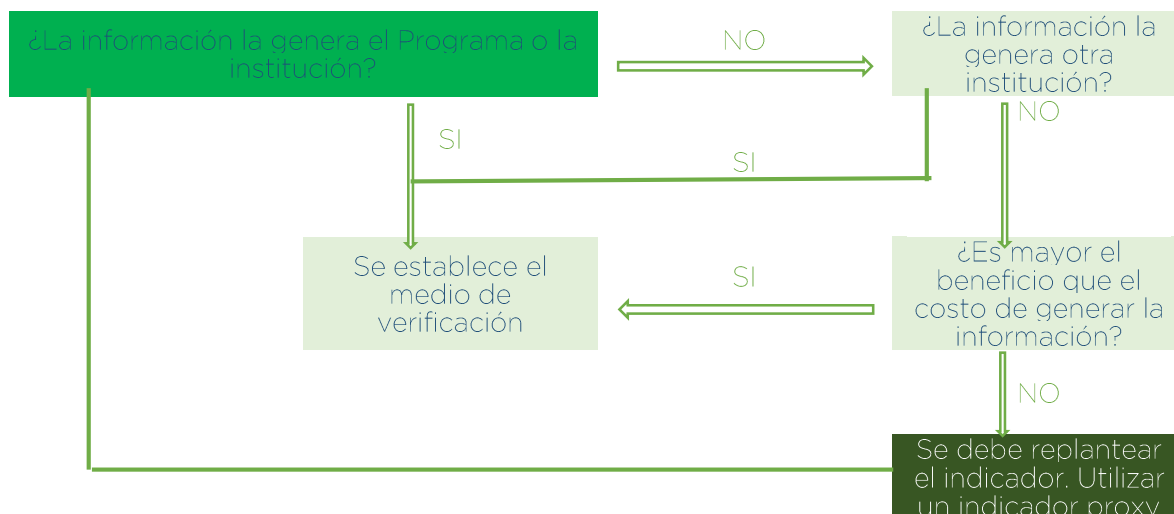 ¿La información la genera el Programa o la
institución?
NO
¿La información la
genera otra
institución?
SI
SI
NO
Se establece el
medio de
verificación
SI
¿Es mayor el
beneficio que el
costo de generar la
información?
NO
Se debe replantear
el indicador. Utilizar
un indicador proxy